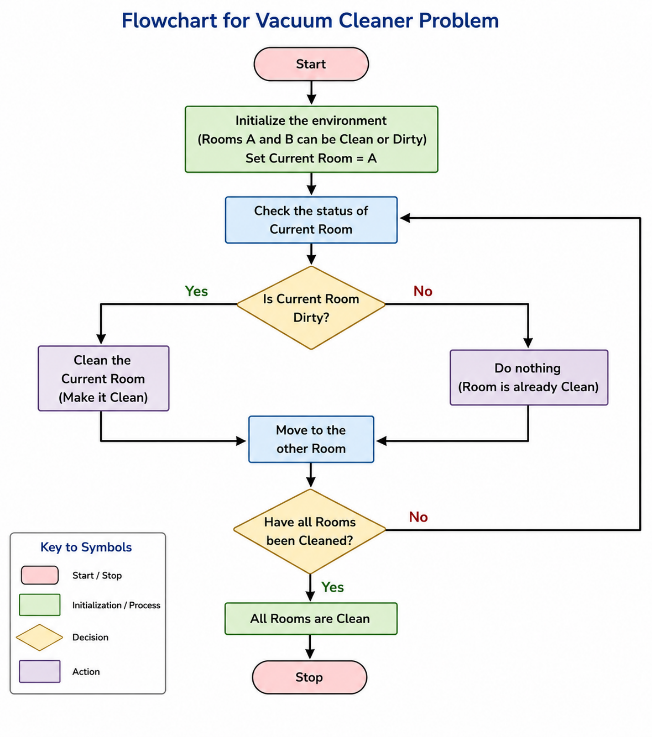 Flowchart for Vacuum Cleaner Problem
Start
Initialize the environment
(Rooms A and B can be Clean or Dirty)
Set Current Room = A
Check the status of
Current Room
Is Current Room
Dirty?
Yes
No
Clean the
Current Room
(Make it Clean)
Do nothing
(Room is already Clean)
Move to the
other Room
Have all Rooms
been Cleaned?
No
Yes
All Rooms are Clean
Stop
Key to Symbols
Start / Stop
Initialization / Process
Decision
Action